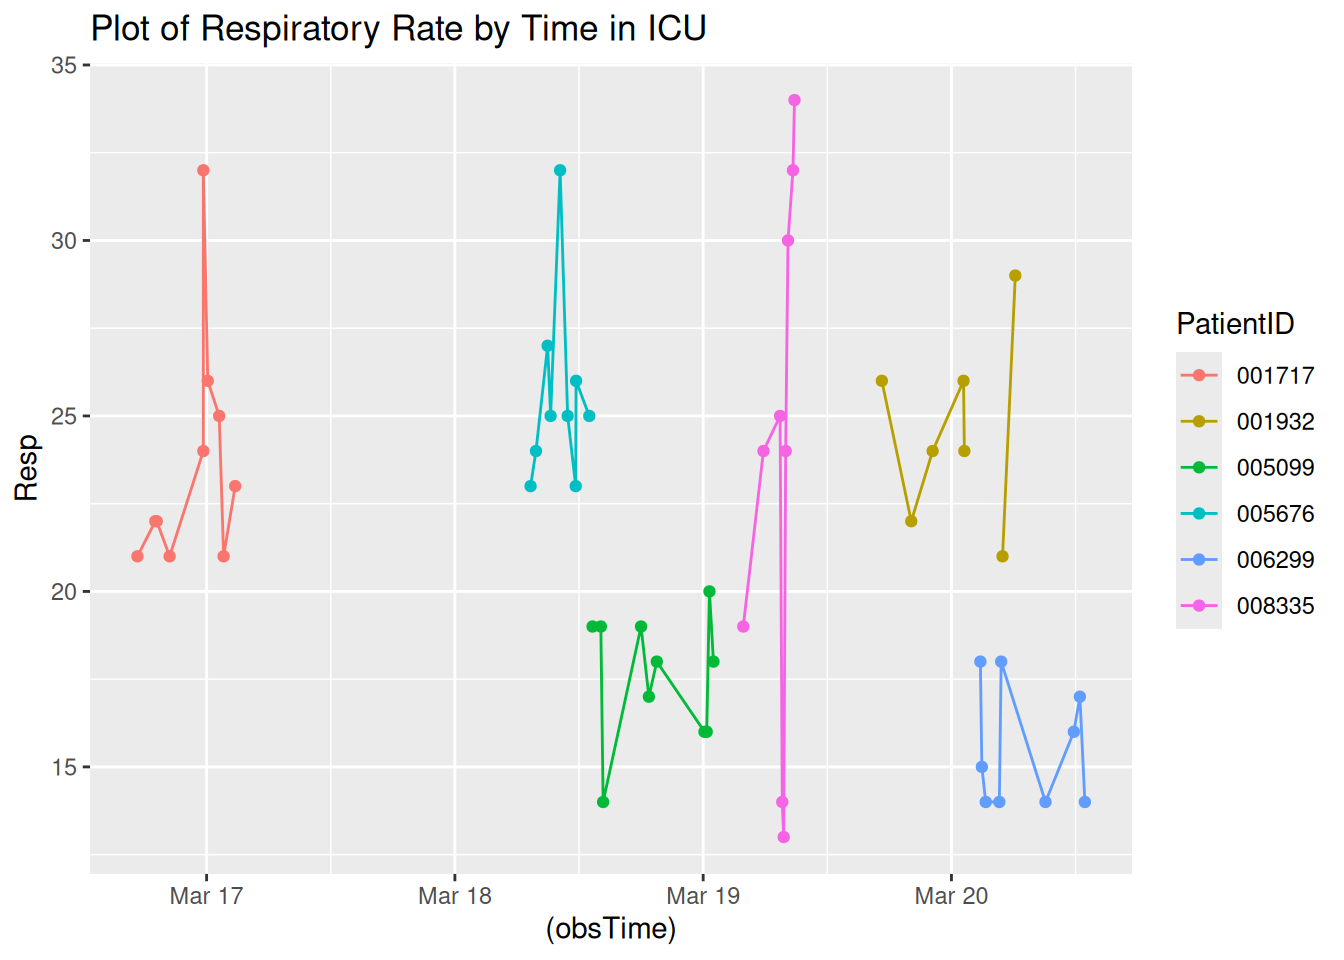 Plot of Respiratory Rate by Time in ICU
Resp
35
30
25
20
15
Mar 17
Mar 18
Mar 19
Mar 20
(obsTime)
PatientID
001717
001932
005099
005676
006299
008335